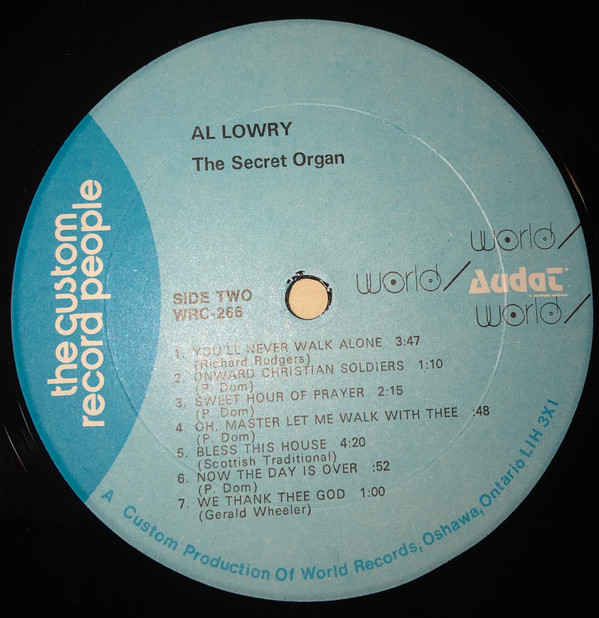 AL LOWRY
The Secret Organ
the custom
record people
world/
world/ Audat
world/
SIDE TWO
WRC-266
1. YOU'LL NEVER WALK ALONE 3:47
(Richard Rodgers)
2. ONWARD CHRISTIAN SOLDIERS 1:10
(P. Dom)
3. SWEET HOUR OF PRAYER 2:15
(P. Dom)
4. OH, MASTER LET ME WALK WITH THEE :48
(P. Dom)
5. BLESS THIS HOUSE 4:20
(Scottish Traditional)
6. NOW THE DAY IS OVER :52
(P. Dom)
7. WE THANK THEE GOD 1:00
(Gerald Wheeler)
A Custom Production Of World Records, Oshawa, Ontario LIH 3X1